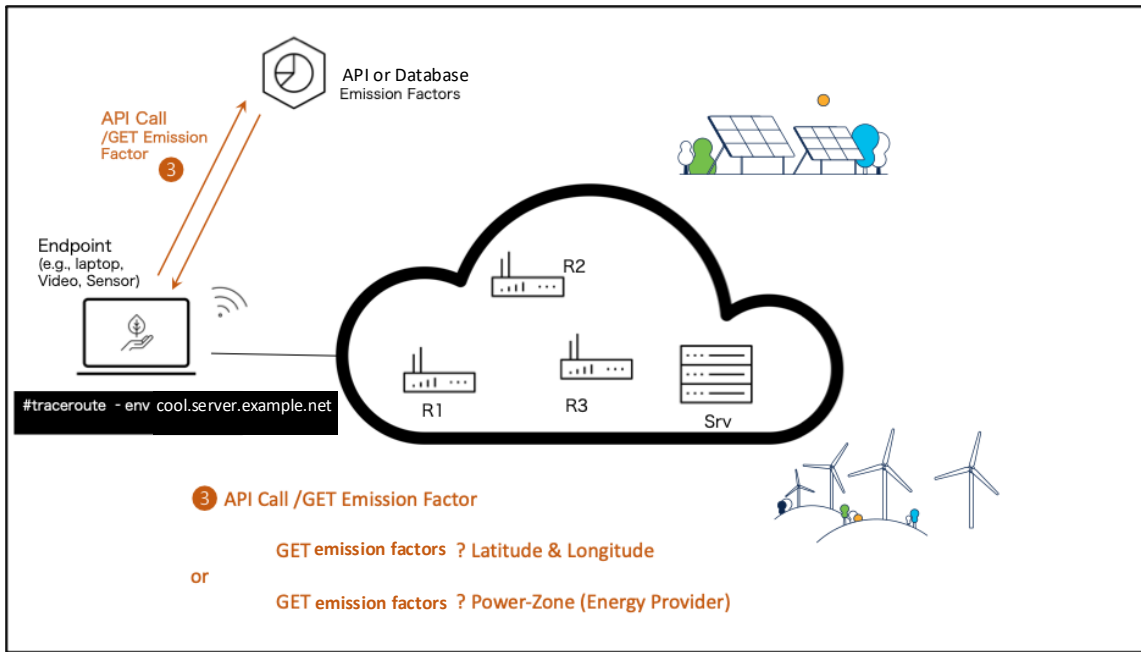 API or Database
Emission Factors
API Call
/GET Emission
Factor
3
Endpoint
(e.g., laptop,
Video, Sensor)
R2
R1
R3
Srv
#traceroute - env cool.server.example.net
3 API Call /GET Emission Factor
GET emission factors ? Latitude & Longitude
or
GET emission factors ? Power-Zone (Energy Provider)